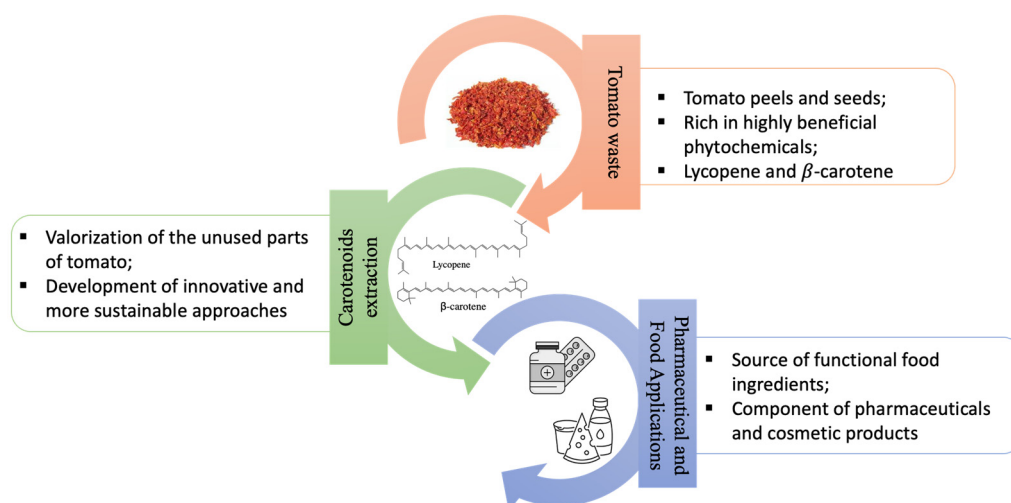 Tomato waste
▪ Tomato peels and seeds;
▪ Rich in highly beneficial
phytochemicals;
▪ Lycopene and β-carotene
Carotenoids
extraction
▪ Valorization of the unused parts
of tomato;
▪ Development of innovative and
more sustainable approaches
Lycopene
β-carotene
Pharmaceutical and
Food Applications
▪ Source of functional food
ingredients;
▪ Component of pharmaceuticals
and cosmetic products